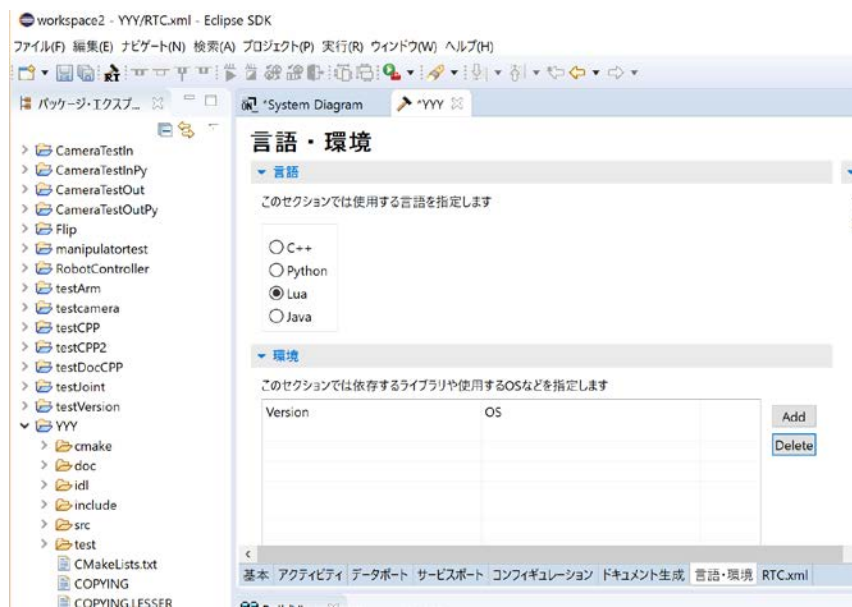 workspace2 - YYY/RTC.xml - Eclipse SDK
ファイル(F) 編集(E) ナビゲート(N) 検索(A) プロジェクト(P) 実行(R) ウィンドウ(W) ヘルプ(H)
パッケージ・エクスプ...
*System Diagram
*YYY
CameraTestIn
CameraTestInPy
CameraTestOut
CameraTestOutPy
Flip
manipulatortest
RobotController
testArm
testcamera
testCPP
testCPP2
testDocCPP
testJoint
testVersion
YYY
cmake
doc
idl
include
src
test
CMakeLists.txt
COPYING
COPYING.LESSER
言語・環境
言語
このセクションでは使用する言語を指定します
C++
Python
Lua
Java
環境
このセクションでは依存するライブラリや使用するOSなどを指定します
Version OS
Add
Delete
基本 アクティビティ データポート サービスポート コンフィギュレーション ドキュメント生成 言語・環境 RTC.xml